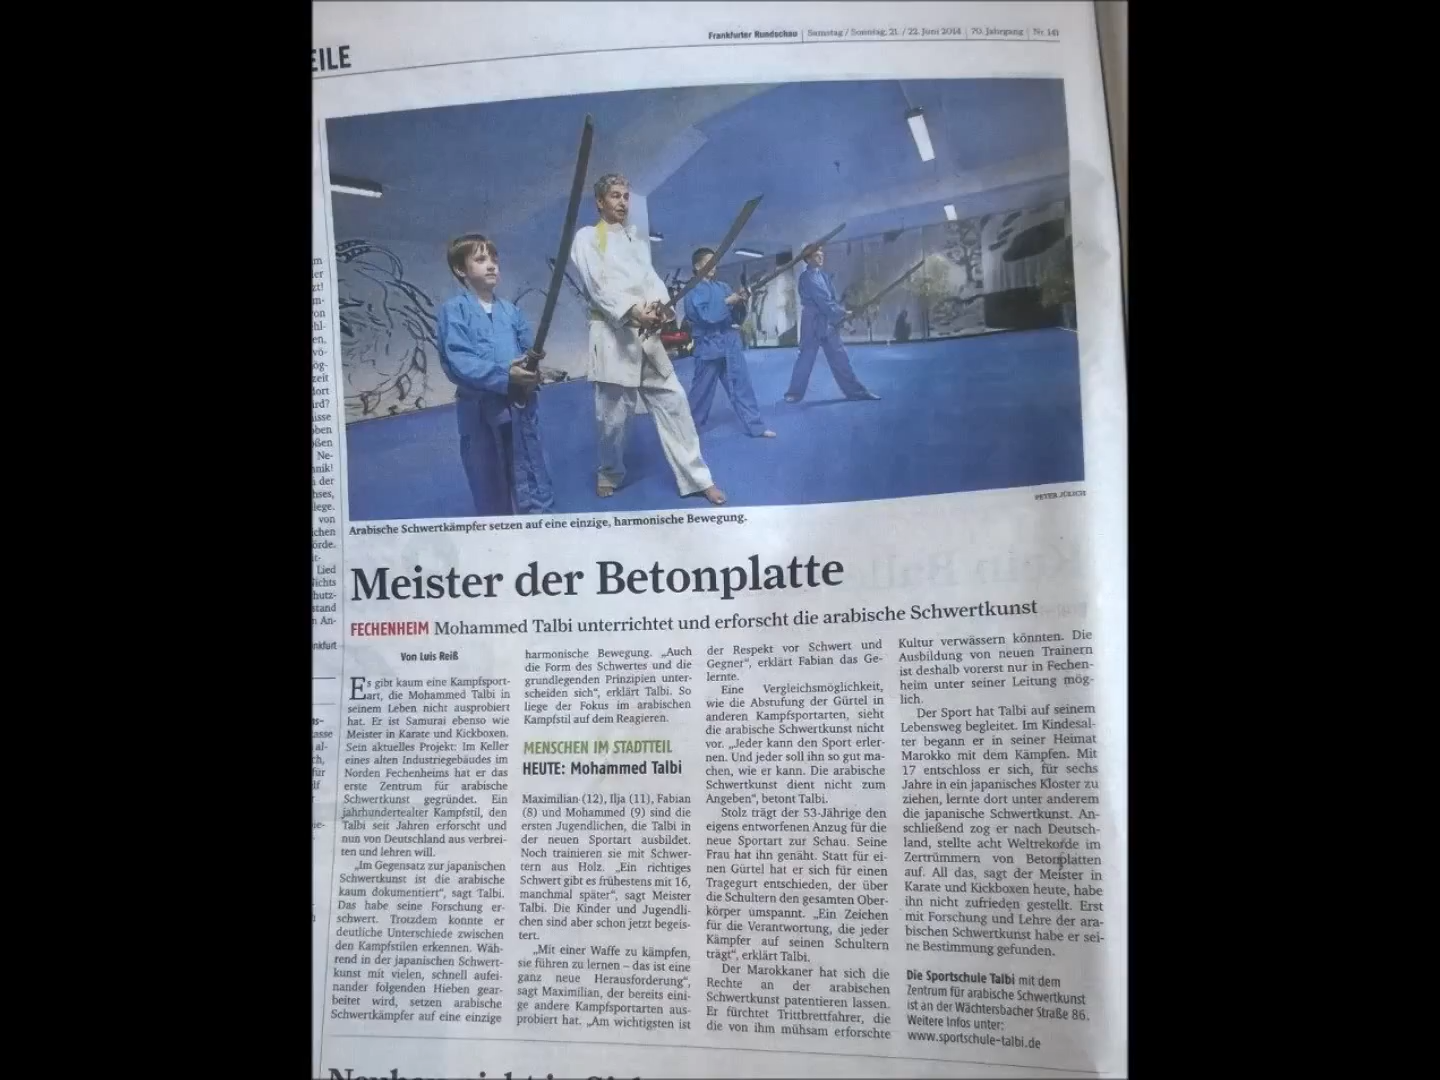 EILE
Frankfurter Rundschau | Samstag / Sonntag, 21. / 22. Juni 2014 | 70. Jahrgang | Nr. 141
PETER JÜLICH
Arabische Schwertkämpfer setzen auf eine einzige, harmonische Bewegung.
Meister der Betonplatte
FECHENHEIM Mohammed Talbi unterrichtet und erforscht die arabische Schwertkunst
Von Luis Reiß
Es gibt kaum eine Kampfsport-
art, die Mohammed Talbi in
seinem Leben nicht ausprobiert
hat. Er ist Samurai ebenso wie
Meister in Karate und Kickboxen.
Sein aktuelles Projekt: Im Keller
eines alten Industriegebäudes im
Norden Fechenheims hat er das
erste Zentrum für arabische
Schwertkunst gegründet. Ein
jahrhundertealter Kampfstil, den
Talbi seit Jahren erforscht und
nun von Deutschland aus verbrei-
ten und lehren will.
„Im Gegensatz zur japanischen
Schwertkunst ist die arabische
kaum dokumentiert“, sagt Talbi.
Das habe seine Forschung er-
schwert. Trotzdem konnte er
deutliche Unterschiede zwischen
den Kampfstilen erkennen. Wäh-
rend in der japanischen Schwert-
kunst mit vielen, schnell aufei-
nander folgenden Hieben gear-
beitet wird, setzen arabische
Schwertkämpfer auf eine einzige
harmonische Bewegung. „Auch
die Form des Schwertes und die
grundlegenden Prinzipien unter-
scheiden sich“, erklärt Talbi. So
liege der Fokus im arabischen
Kampfstil auf dem Reagieren.
MENSCHEN IM STADTTEIL
HEUTE: Mohammed Talbi
Maximilian (12), Ilja (11), Fabian
(8) und Mohammed (9) sind die
ersten Jugendlichen, die Talbi in
der neuen Sportart ausbildet.
Noch trainieren sie mit Schwer-
tern aus Holz. „Ein richtiges
Schwert gibt es frühestens mit 16,
manchmal später“, sagt Meister
Talbi. Die Kinder und Jugendli-
chen sind aber schon jetzt begeis-
tert.
„Mit einer Waffe zu kämpfen,
sie führen zu lernen – das ist eine
ganz neue Herausforderung“,
sagt Maximilian, der bereits eini-
ge andere Kampfsportarten aus-
probiert hat. „Am wichtigsten ist
der Respekt vor Schwert und
Gegner“, erklärt Fabian das Ge-
lernte.
Eine Vergleichsmöglichkeit,
wie die Abstufung der Gürtel in
anderen Kampfsportarten, sieht
die arabische Schwertkunst nicht
vor. „Jeder kann den Sport erler-
nen. Und jeder soll ihn so gut ma-
chen, wie er kann. Die arabische
Schwertkunst dient nicht zum
Angeben“, betont Talbi.
Stolz trägt der 53-Jährige den
eigens entworfenen Anzug für die
neue Sportart zur Schau. Seine
Frau hat ihn genäht. Statt für ei-
nen Gürtel hat er sich für einen
Tragegurt entschieden, der über
die Schultern den gesamten Ober-
körper umspannt. „Ein Zeichen
für die Verantwortung, die jeder
Kämpfer auf seinen Schultern
trägt“, erklärt Talbi.
Der Marokkaner hat sich die
Rechte an der arabischen
Schwertkunst patentieren lassen.
Er fürchtet Trittbrettfahrer, die
die von ihm mühsam erforschte
Kultur verwässern könnten. Die
Ausbildung von neuen Trainern
ist deshalb vorerst nur in Fechen-
heim unter seiner Leitung mög-
lich.
Der Sport hat Talbi auf seinem
Lebensweg begleitet. Im Kindesal-
ter begann er in seiner Heimat
Marokko mit dem Kämpfen. Mit
17 entschloss er sich, für sechs
Jahre in ein japanisches Kloster zu
ziehen, lernte dort unter anderem
die japanische Schwertkunst. An-
schließend zog er nach Deutsch-
land, stellte acht Weltrekorde im
Zertrümmern von Betonplatten
auf. All das, sagt der Meister in
Karate und Kickboxen heute, habe
ihn nicht zufrieden gestellt. Erst
mit Forschung und Lehre der ara-
bischen Schwertkunst habe er sei-
ne Bestimmung gefunden.
Die Sportschule Talbi mit dem
Zentrum für arabische Schwertkunst
ist an der Wächtersbacher Straße 86.
Weitere Infos unter:
www.sportschule-talbi.de